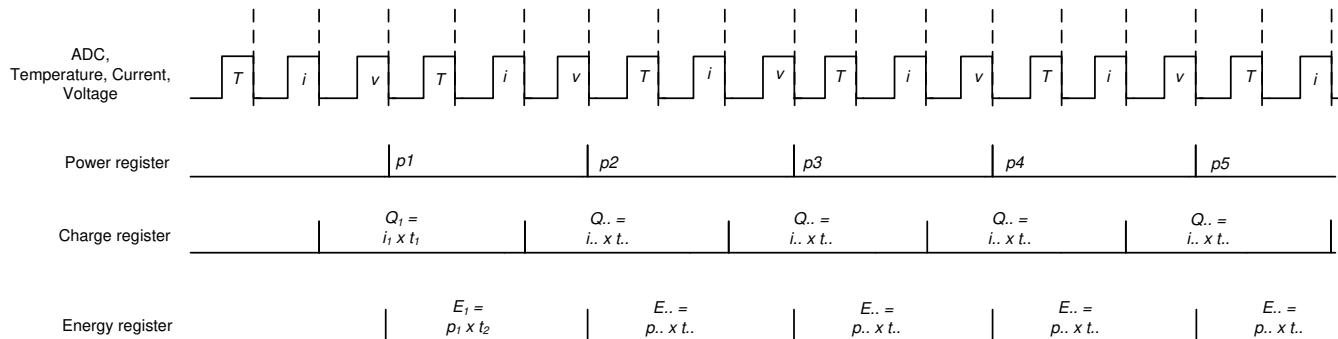 ADC,
Temperature, Current,
Voltage
T i v T i v T i v T i v T i v T i
Power register
p1 p2 p3 p4 p5
Charge register
Q₁ = Q.. = Q.. = Q.. = Q.. =
i₁ x t₁ i.. x t.. i.. x t.. i.. x t.. i.. x t..
Energy register
E₁ = E.. = E.. = E.. = E.. =
p₁ x t₂ p.. x t.. p.. x t.. p.. x t.. p.. x t..